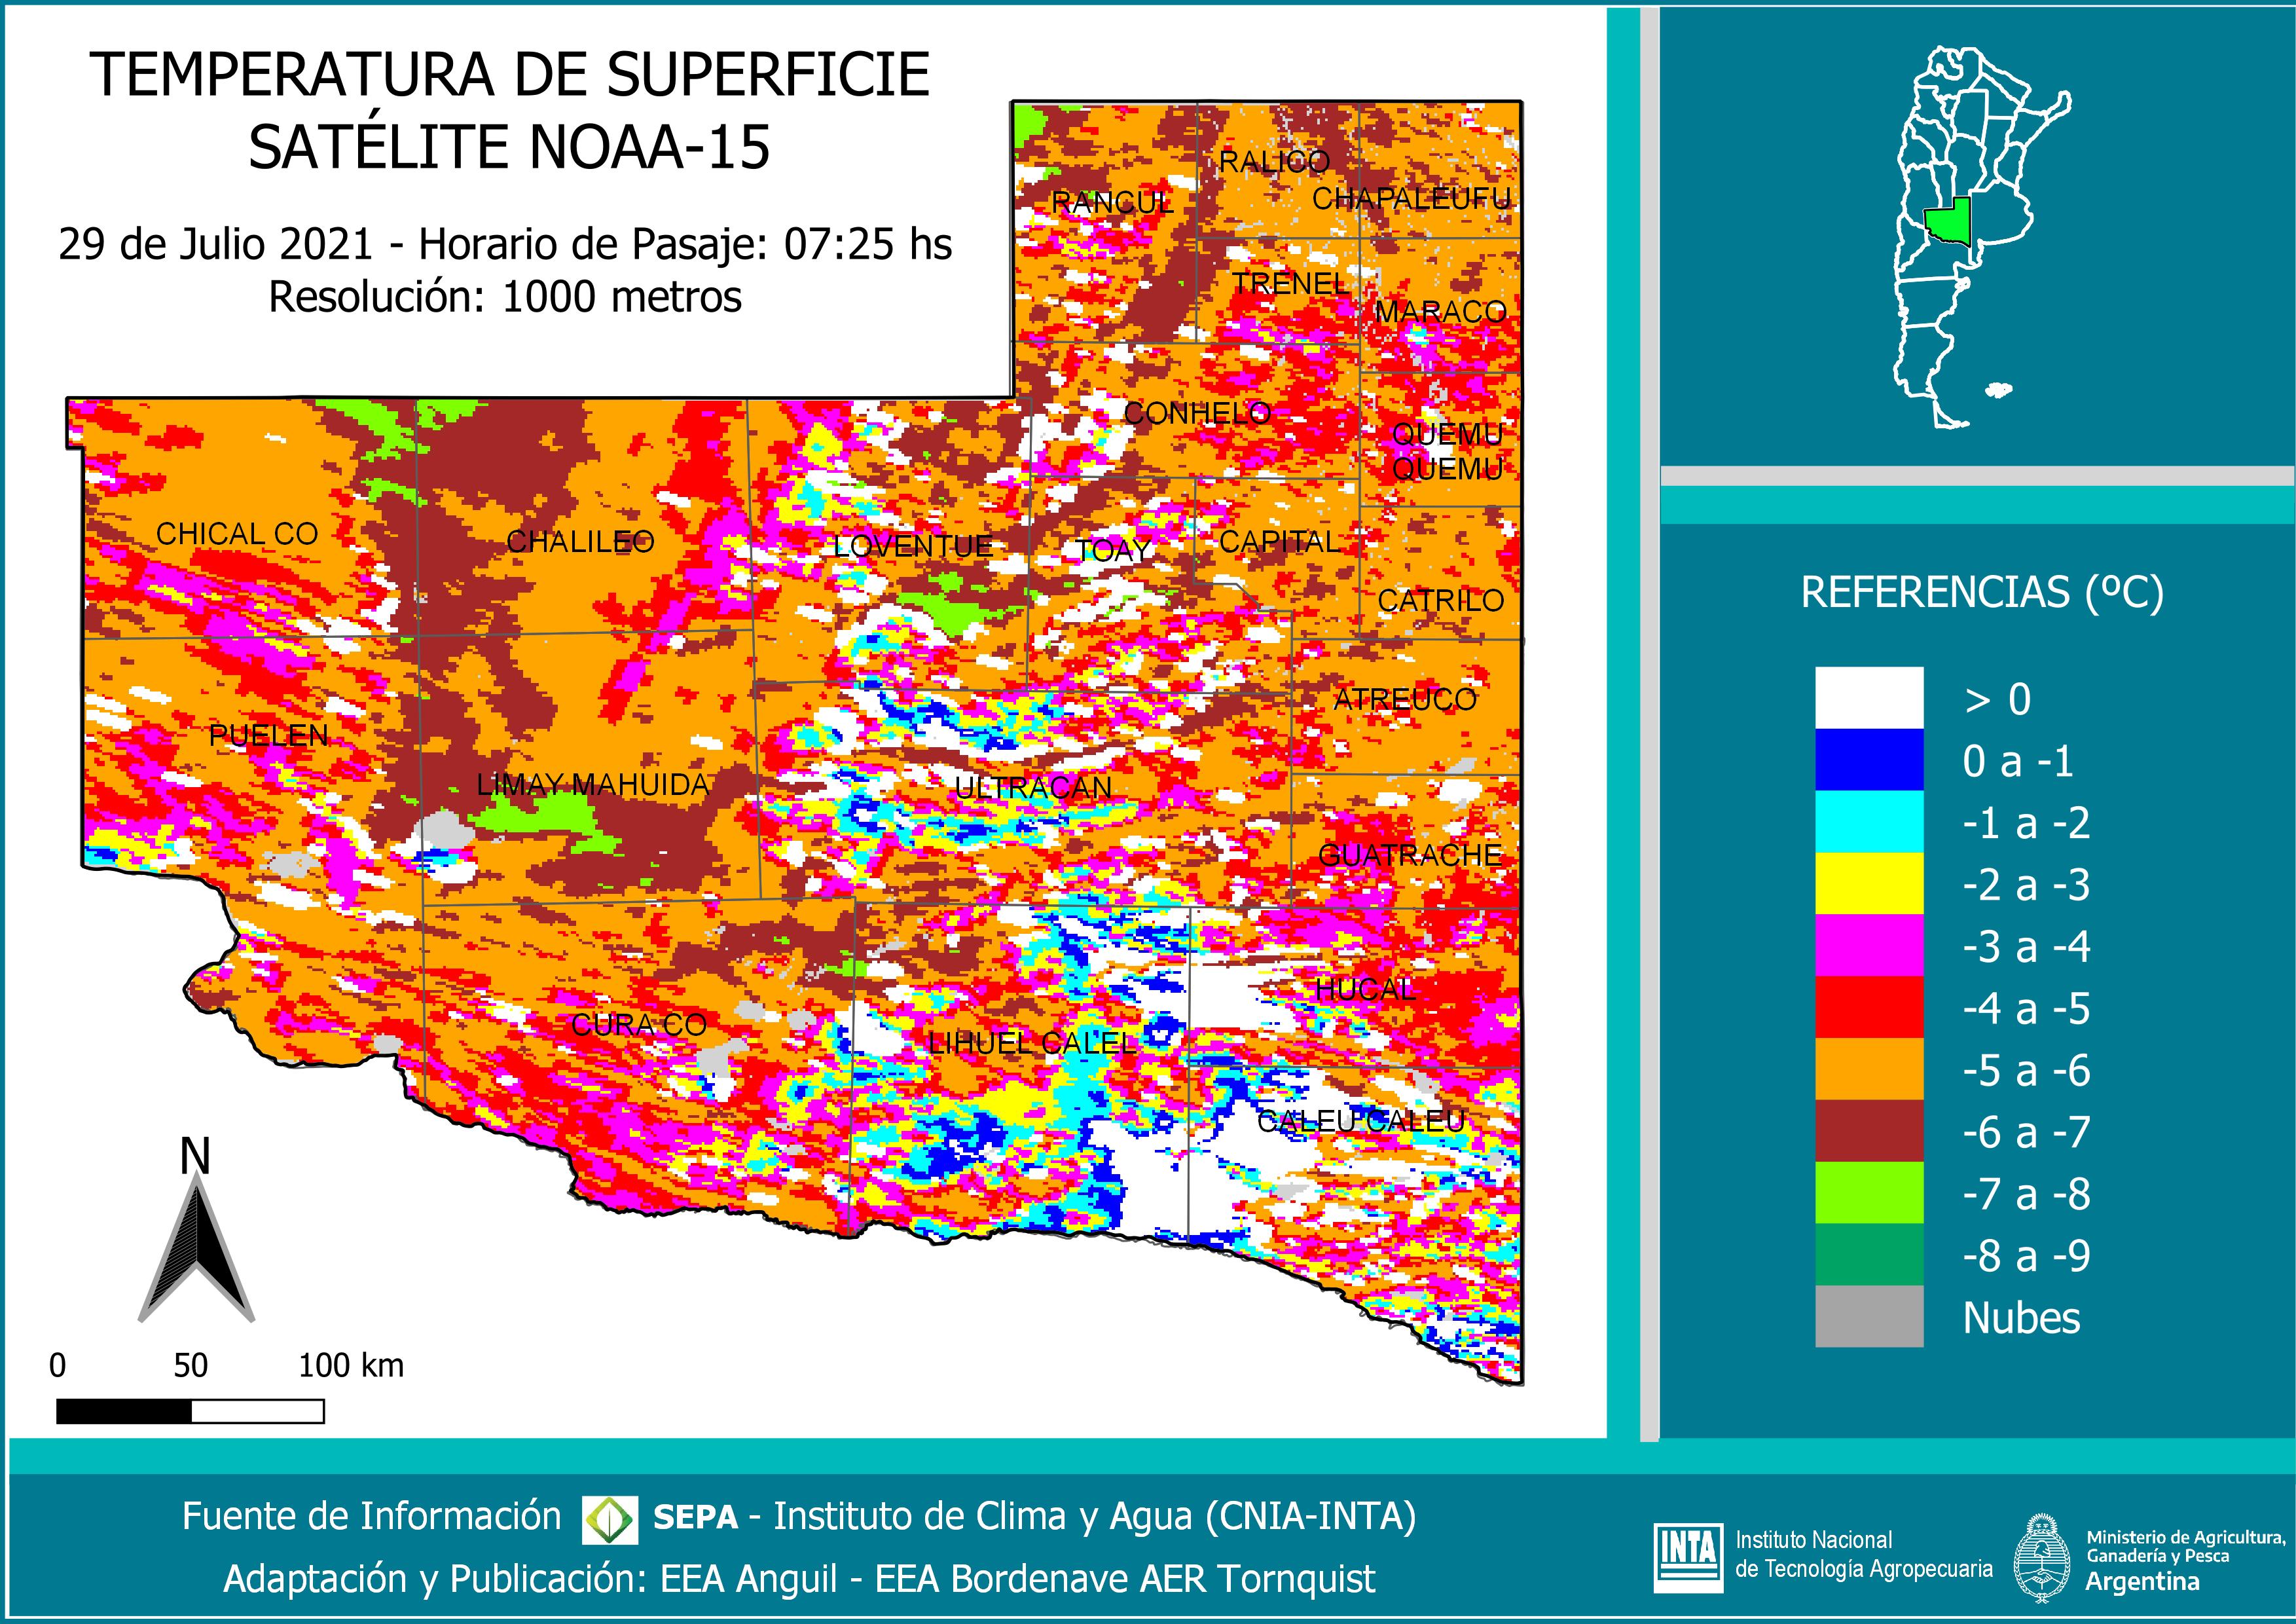 TEMPERATURA DE SUPERFICIE
SATÉLITE NOAA-15
29 de Julio 2021 - Horario de Pasaje: 07:25 hs
Resolución: 1000 metros
RALICO
RANCUL
CHAPALEUFU
TRENEL
MARACO
CONHELO
QUEMU
QUEMU
CHICAL CO
CHALILEO
LOVENTUE
TOAY
CAPITAL
CATRILO
PUELEN
ATREUCO
LIMAY MAHUIDA
ULTRACAN
GUATRACHE
HUCAL
CURA CO
LIHUEL CALEL
CALEU CALEU
N
0 50 100 km
REFERENCIAS (ºC)
> 0
0 a -1
-1 a -2
-2 a -3
-3 a -4
-4 a -5
-5 a -6
-6 a -7
-7 a -8
-8 a -9
Nubes
Fuente de Información SEPA - Instituto de Clima y Agua (CNIA-INTA)
Adaptación y Publicación: EEA Anguil - EEA Bordenave AER Tornquist
INTA
Instituto Nacional
de Tecnología Agropecuaria
Ministerio de Agricultura,
Ganadería y Pesca
Argentina